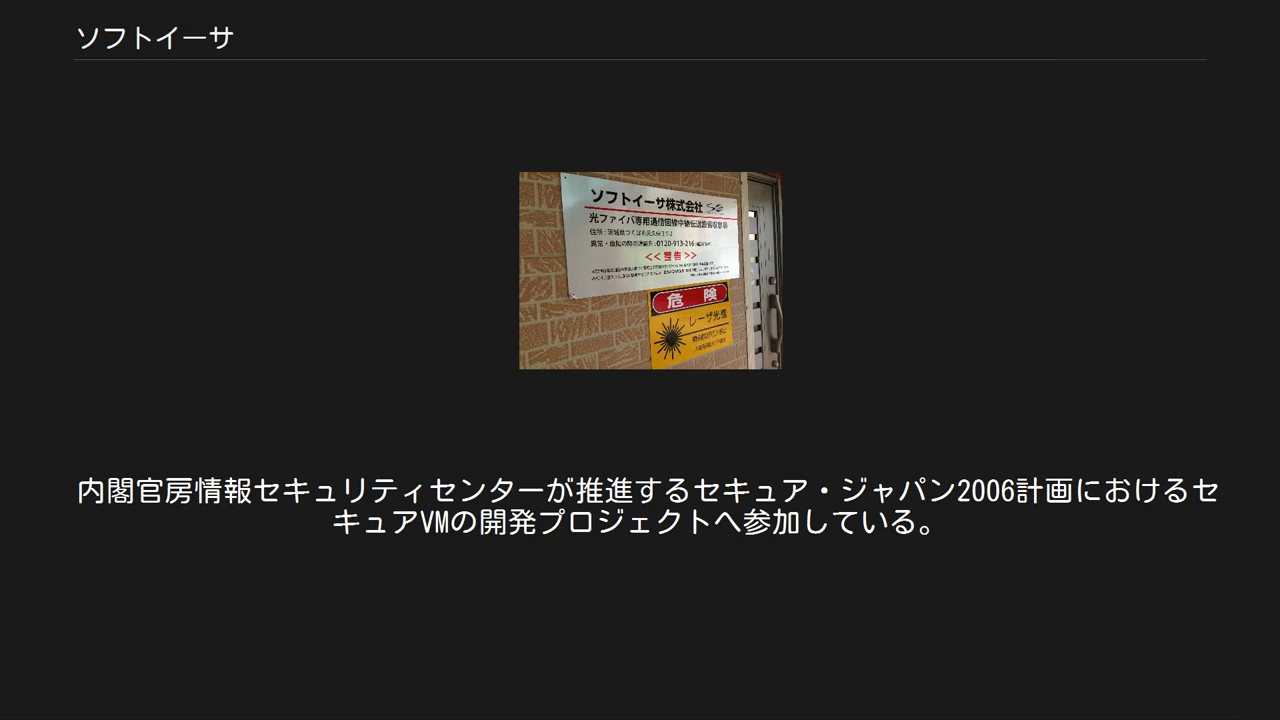 ソフトイーサ
ソフトイーサ株式会社
光ファイバ専用通信回線中継伝送設備収容局
0120-913-216
<<警告>>
危険
レーザ光機
内閣官房情報セキュリティセンターが推進するセキュア・ジャパン2006計画におけるセ
キュアVMの開発プロジェクトへ参加している。